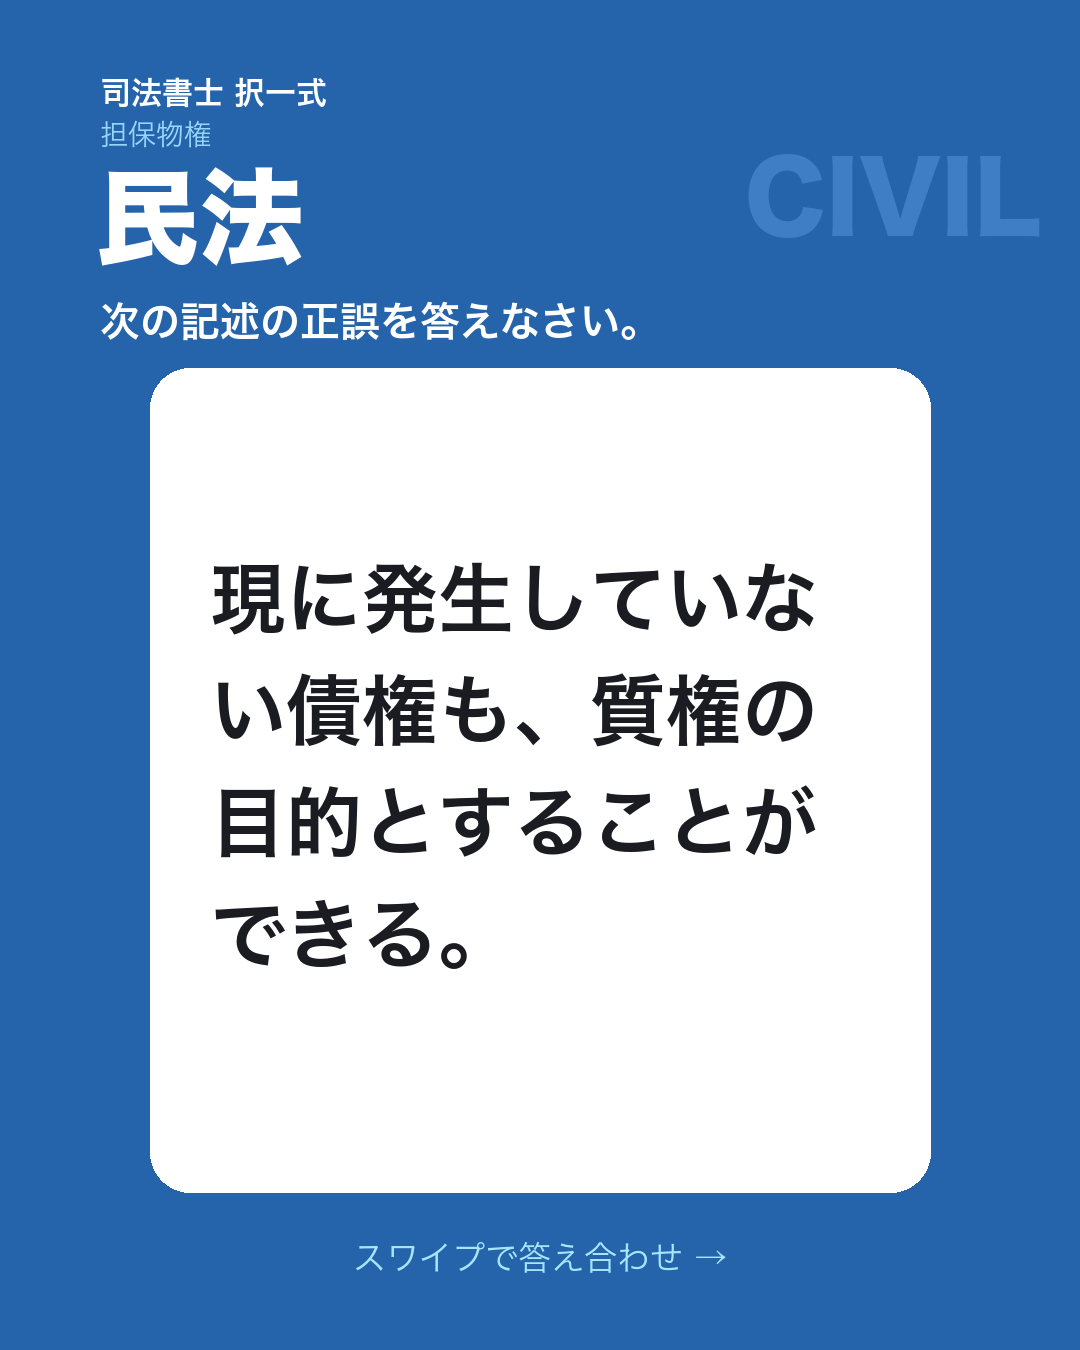 司法書士 択一式
担保物権
民法
CIVIL
次の記述の正誤を答えなさい。
現に発生していな
い債権も、質権の
目的とすることが
できる。
スワイプで答え合わせ →